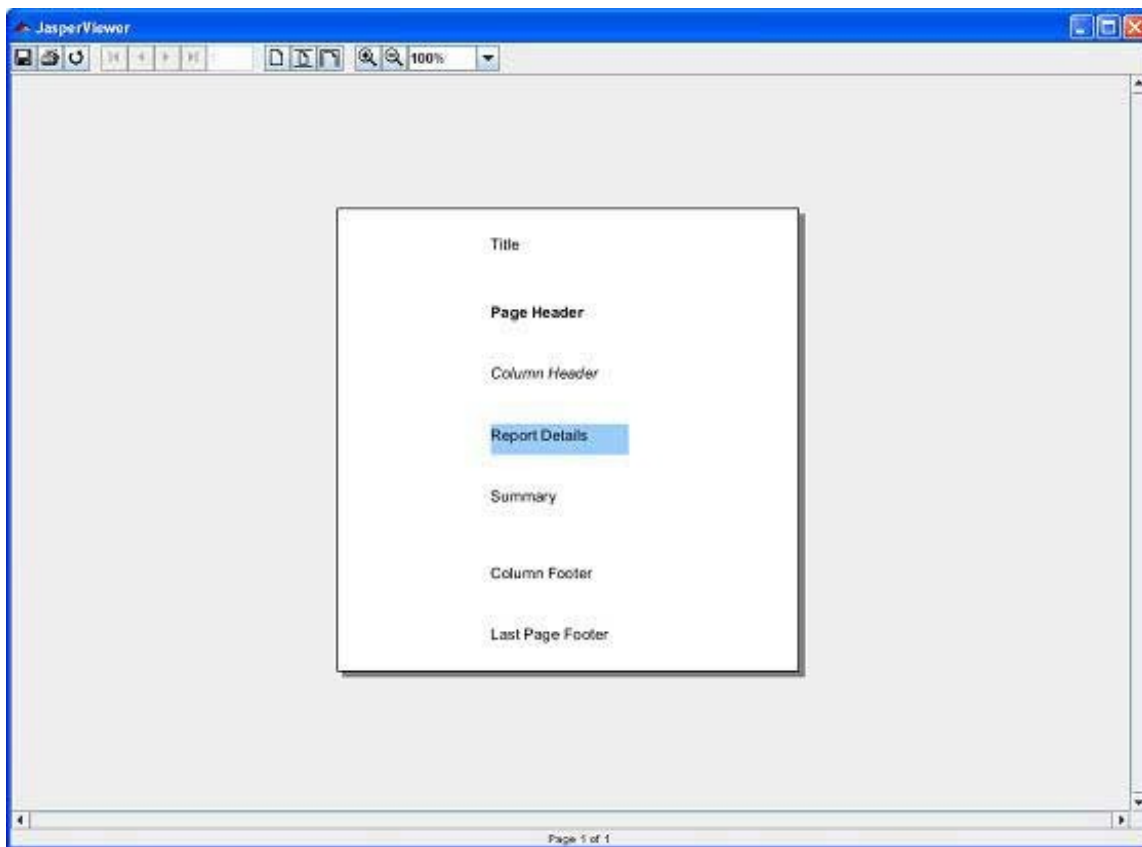 JasperViewer
100%
Title
Page Header
Column Header
Report Details
Summary
Column Footer
Last Page Footer
Page 1 of 1